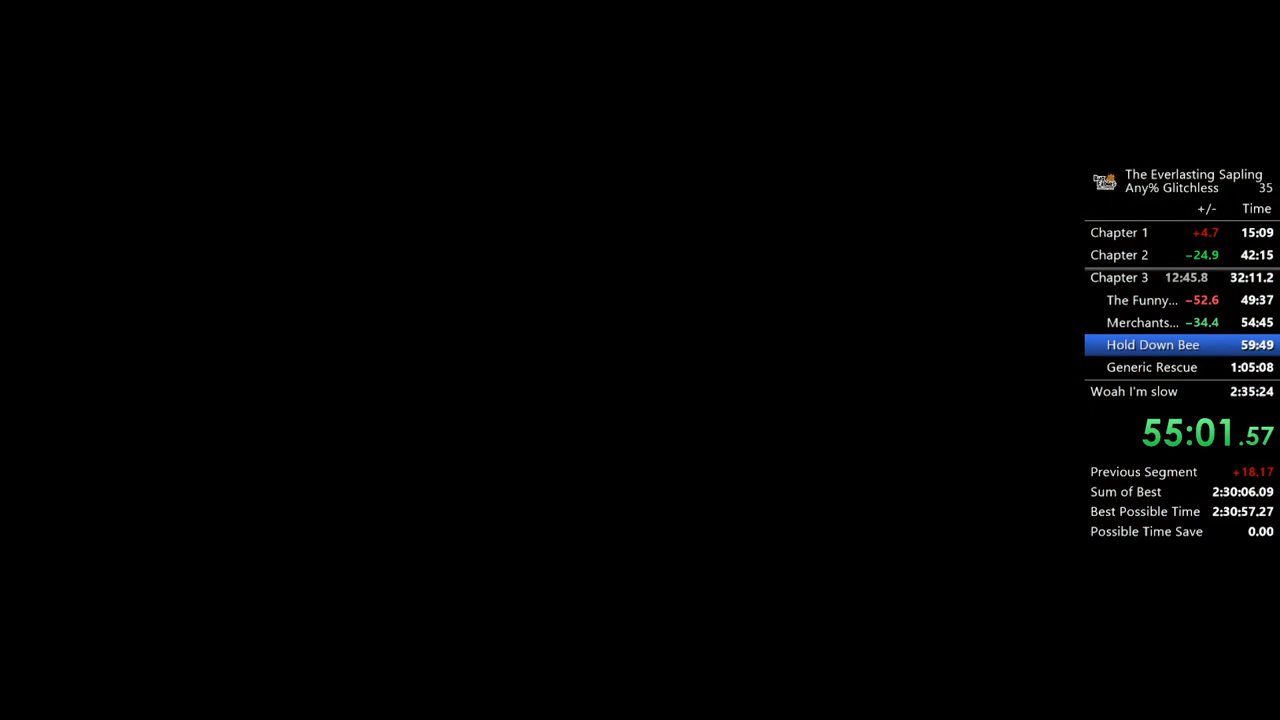 The Everlasting Sapling
Any% Glitchless 35
+/- Time
Chapter 1 +4.7 15:09
Chapter 2 −24.9 42:15
Chapter 3 12:45.8 32:11.2
The Funny... −52.6 49:37
Merchants... −34.4 54:45
Hold Down Bee 59:49
Generic Rescue 1:05:08
Woah I'm slow 2:35:24
55:01.57
Previous Segment +18.17
Sum of Best 2:30:06.09
Best Possible Time 2:30:57.27
Possible Time Save 0.00